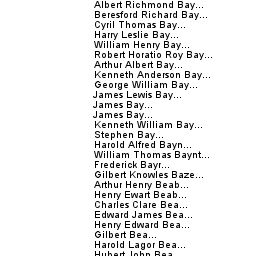 Albert Richmond Bay...
Beresford Richard Bay...
Cyril Thomas Bay...
Harry Leslie Bay...
William Henry Bay...
Robert Horatio Roy Bay...
Arthur Albert Bay...
Kenneth Anderson Bay...
George William Bay...
James Lewis Bay...
James Bay...
James Bay...
Kenneth William Bay...
Stephen Bay...
Harold Alfred Bayn...
William Thomas Baynt...
Frederick Bayr...
Gilbert Knowles Baze...
Arthur Henry Beab...
Henry Ewart Beab...
Charles Clare Bea...
Edward James Bea...
Henry Edward Bea...
Gilbert Bea...
Harold Lagor Bea...
Hubert John Bea...